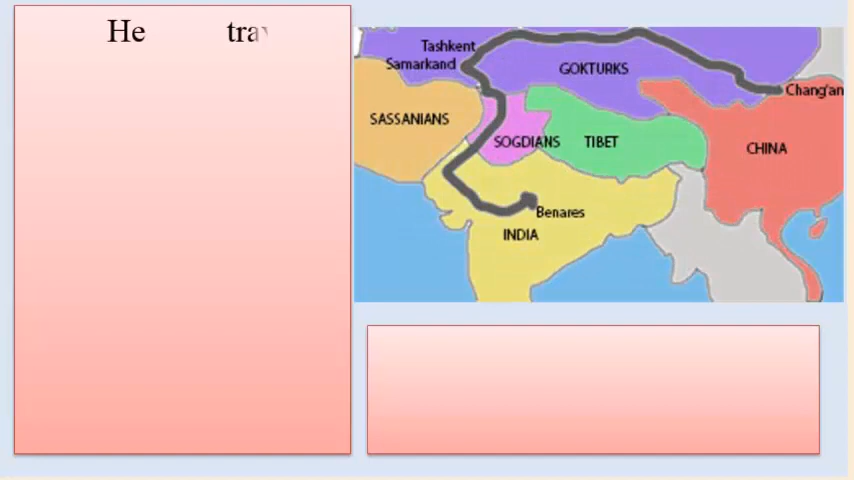 He
Tashkent
Samarkand
GOKTURKS
Chang'an
SASSANIANS
SOGDIANS
TIBET
CHINA
Benares
INDIA